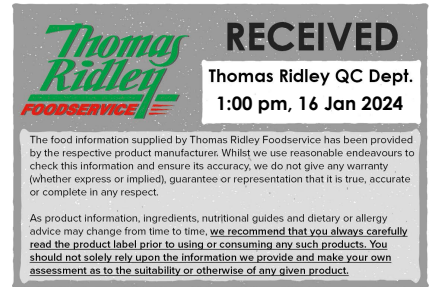 Thomas
Ridley
FOODSERVICE
RECEIVED
Thomas Ridley QC Dept.
1:00 pm, 16 Jan 2024
The food information supplied by Thomas Ridley Foodservice has been provided
by the respective product manufacturer. Whilst we use reasonable endeavours to
check this information and ensure its accuracy, we do not give any warranty
(whether express or implied), guarantee or representation that it is true, accurate
or complete in any respect.
As product information, ingredients, nutritional guides and dietary or allergy
advice may change from time to time, we recommend that you always carefully
read the product label prior to using or consuming any such products. You
should not solely rely upon the information we provide and make your own
assessment as to the suitability or otherwise of any given product.